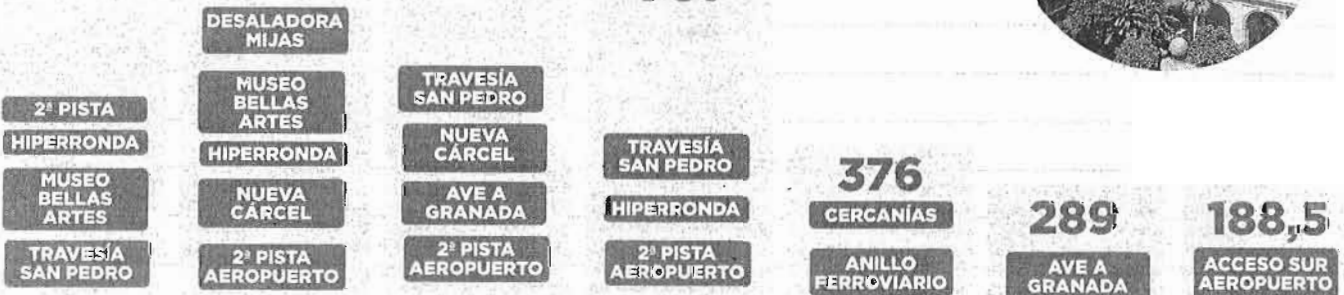 2ª PISTA
HIPERRONDA
MUSEO
BELLAS
ARTES
TRAVESÍA
SAN PEDRO
DESALADORA
MIJAS
MUSEO
BELLAS
ARTES
HIPERRONDA
NUEVA
CÁRCEL
2ª PISTA
AEROPUERTO
TRAVESÍA
SAN PEDRO
NUEVA
CÁRCEL
AVE A
GRANADA
2ª PISTA
AEROPUERTO
TRAVESÍA
SAN PEDRO
HIPERRONDA
2ª PISTA
AEROPUERTO
376
CERCANÍAS
ANILLO
FERROVIARIO
289
AVE A
GRANADA
188,5
ACCESO SUR
AEROPUERTO